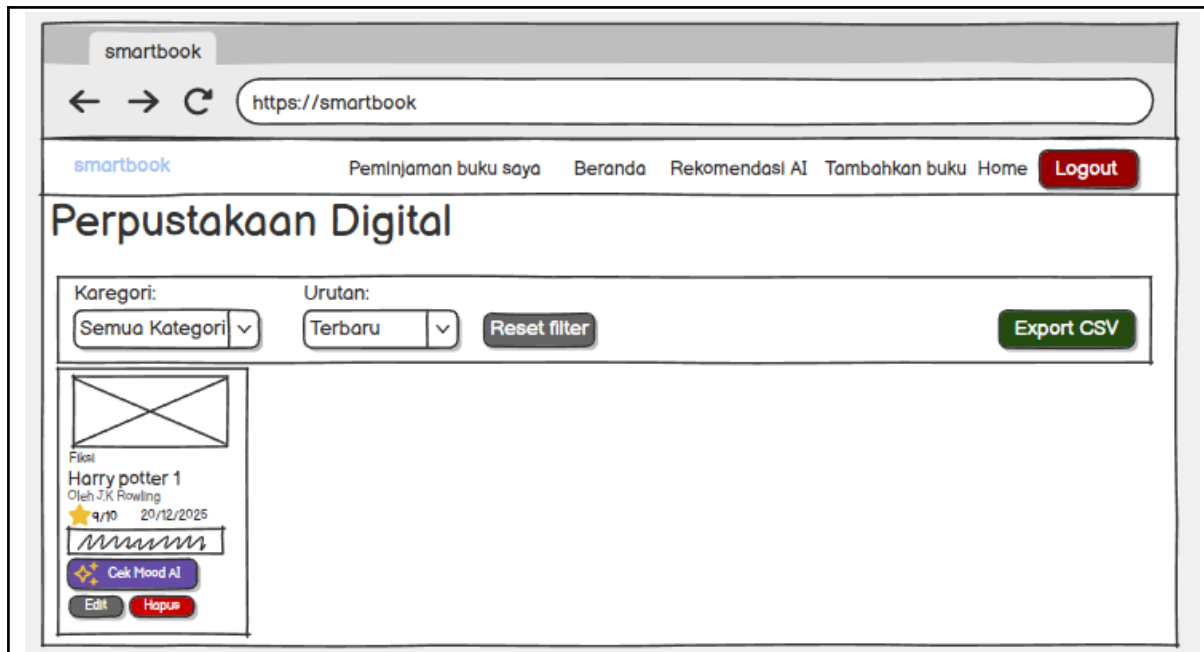 smartbook
https://smartbook
smartbook Peminjaman buku saya Beranda Rekomendasi AI Tambahkan buku Home Logout
Perpustakaan Digital
Karegori: Urutan:
Semua Kategori Terbaru Reset filter Export CSV
Fiksi
Harry potter 1
Oleh J.K Rowling
9/10 20/12/2025
Cek Mood AI
Edit Hapus